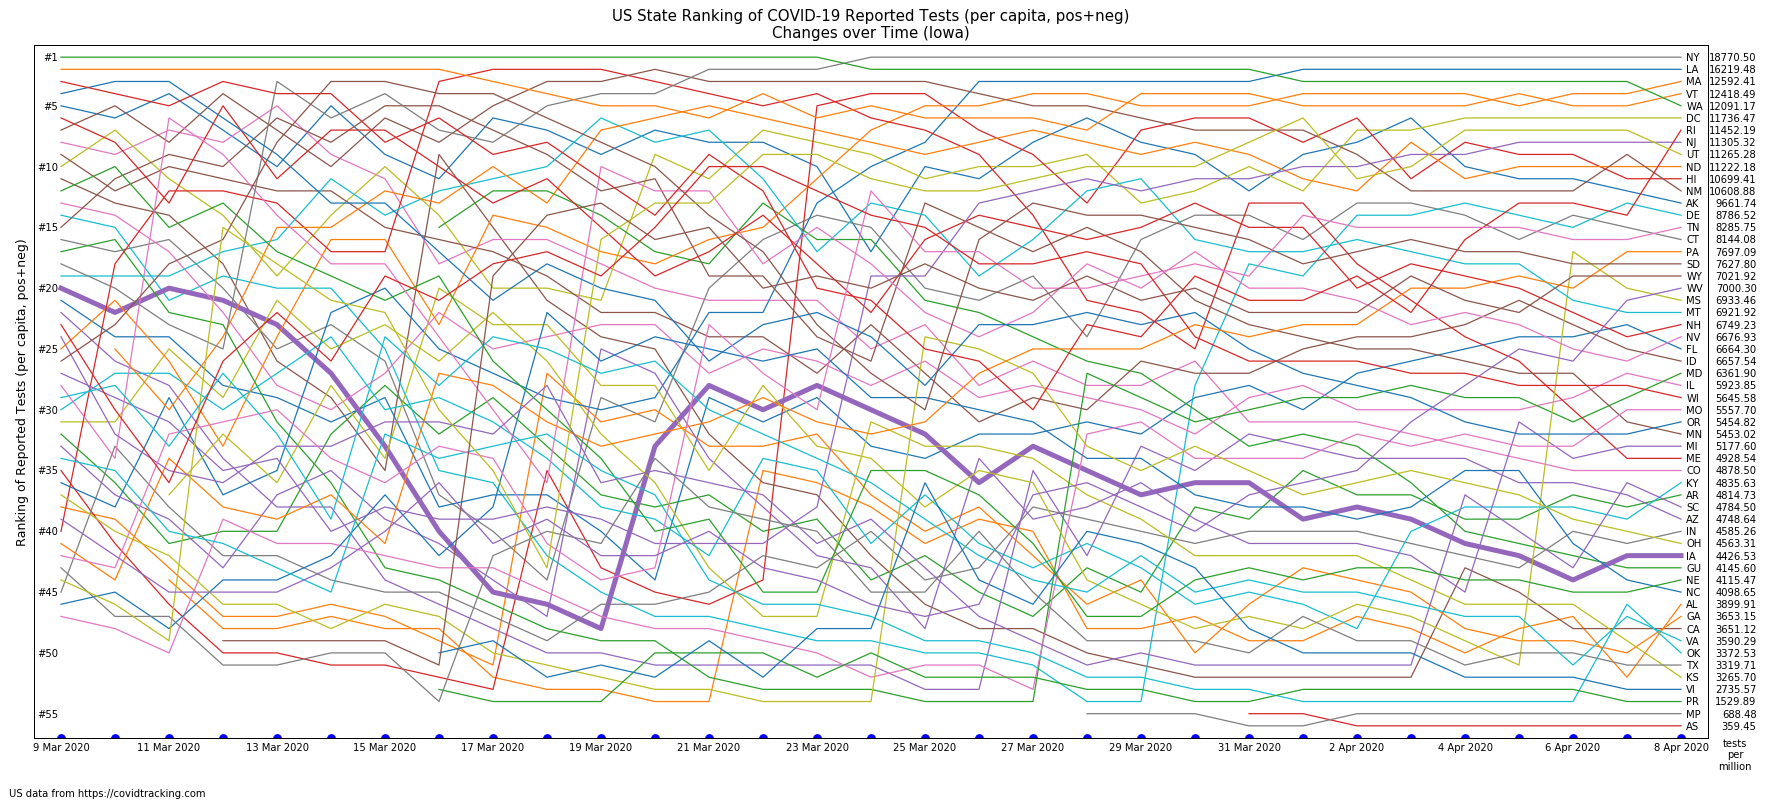 US State Ranking of COVID-19 Reported Tests (per capita, pos+neg)
Changes over Time (Iowa)
Ranking of Reported Tests (per capita, pos+neg)
#1
#5
#10
#15
#20
#25
#30
#35
#40
#45
#50
#55
NY 18770.50
LA 16219.48
MA 12592.41
VT 12418.49
WA 12091.17
DC 11736.47
RI 11452.19
NJ 11305.32
UT 11265.28
ND 11222.18
HI 10699.41
NM 10608.88
AK 9661.74
DE 8786.52
TN 8285.75
CT 8144.08
PA 7697.09
SD 7627.80
WY 7021.92
WV 7000.30
MS 6933.46
MT 6921.92
NH 6749.23
NV 6676.93
FL 6664.30
ID 6657.54
MD 6361.90
IL 5923.85
WI 5645.58
MO 5557.70
OR 5454.82
MN 5453.02
MI 5177.60
ME 4928.54
CO 4878.50
KY 4835.63
AR 4814.73
SC 4784.50
AZ 4748.64
IN 4585.26
OH 4563.31
IA 4426.53
GU 4145.60
NE 4115.47
NC 4098.65
AL 3899.91
GA 3653.15
CA 3651.12
VA 3590.29
OK 3372.53
TX 3319.71
KS 3265.70
VI 2735.57
PR 1529.89
MP 688.48
AS 359.45
9 Mar 2020
11 Mar 2020
13 Mar 2020
15 Mar 2020
17 Mar 2020
19 Mar 2020
21 Mar 2020
23 Mar 2020
25 Mar 2020
27 Mar 2020
29 Mar 2020
31 Mar 2020
2 Apr 2020
4 Apr 2020
6 Apr 2020
8 Apr 2020
tests
per
million
US data from https://covidtracking.com